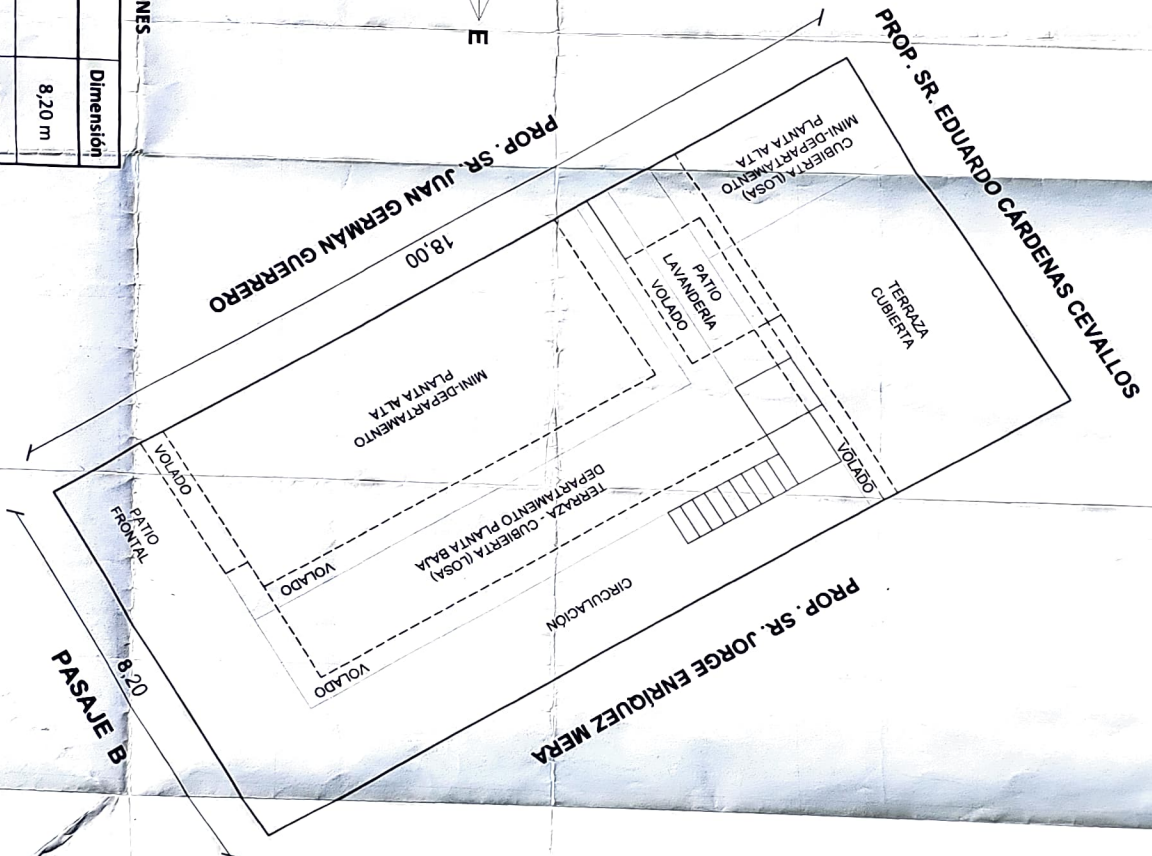 NES
Dimensión
8,20 m
E
PROP. SR. EDUARDO CÁRDENAS CEVALLOS
PROP. SR. JUAN GERMÁN GUERRERO
18,00
CUBIERTA (LOSA)
MINI-DEPARTAMENTO
PLANTA ALTA
PATIO
LAVANDERÍA
VOLADO
TERRAZA
CUBIERTA
MINI-DEPARTAMENTO
PLANTA ALTA
VOLADO
PATIO
FRONTAL
VOLADO
TERRAZA - CUBIERTA (LOSA)
DEPARTAMENTO PLANTA BAJA
VOLADO
VOLADO
CIRCULACIÓN
PROP. SR. JORGE ENRÍQUEZ MERA
8,20
PASAJE B